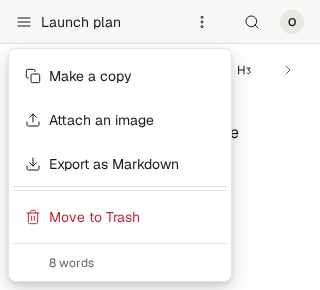 Launch plan
O
Make a copy
H3
Attach an image
e
Export as Markdown
Move to Trash
8 words